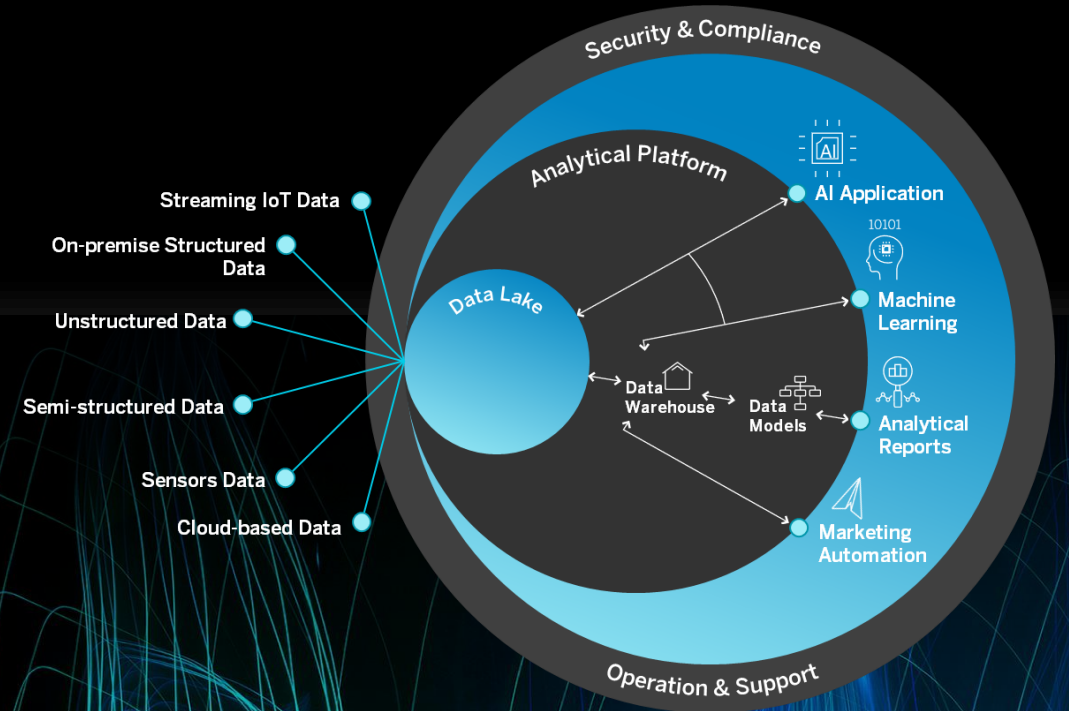 Security & Compliance
Analytical Platform
AI
AI Application
Streaming IoT Data
10101
On-premise Structured
Data
Data Lake
Machine
Learning
Unstructured Data
Data
Warehouse
Data
Models
Semi-structured Data
Analytical
Reports
Sensors Data
Cloud-based Data
Marketing
Automation
Operation & Support